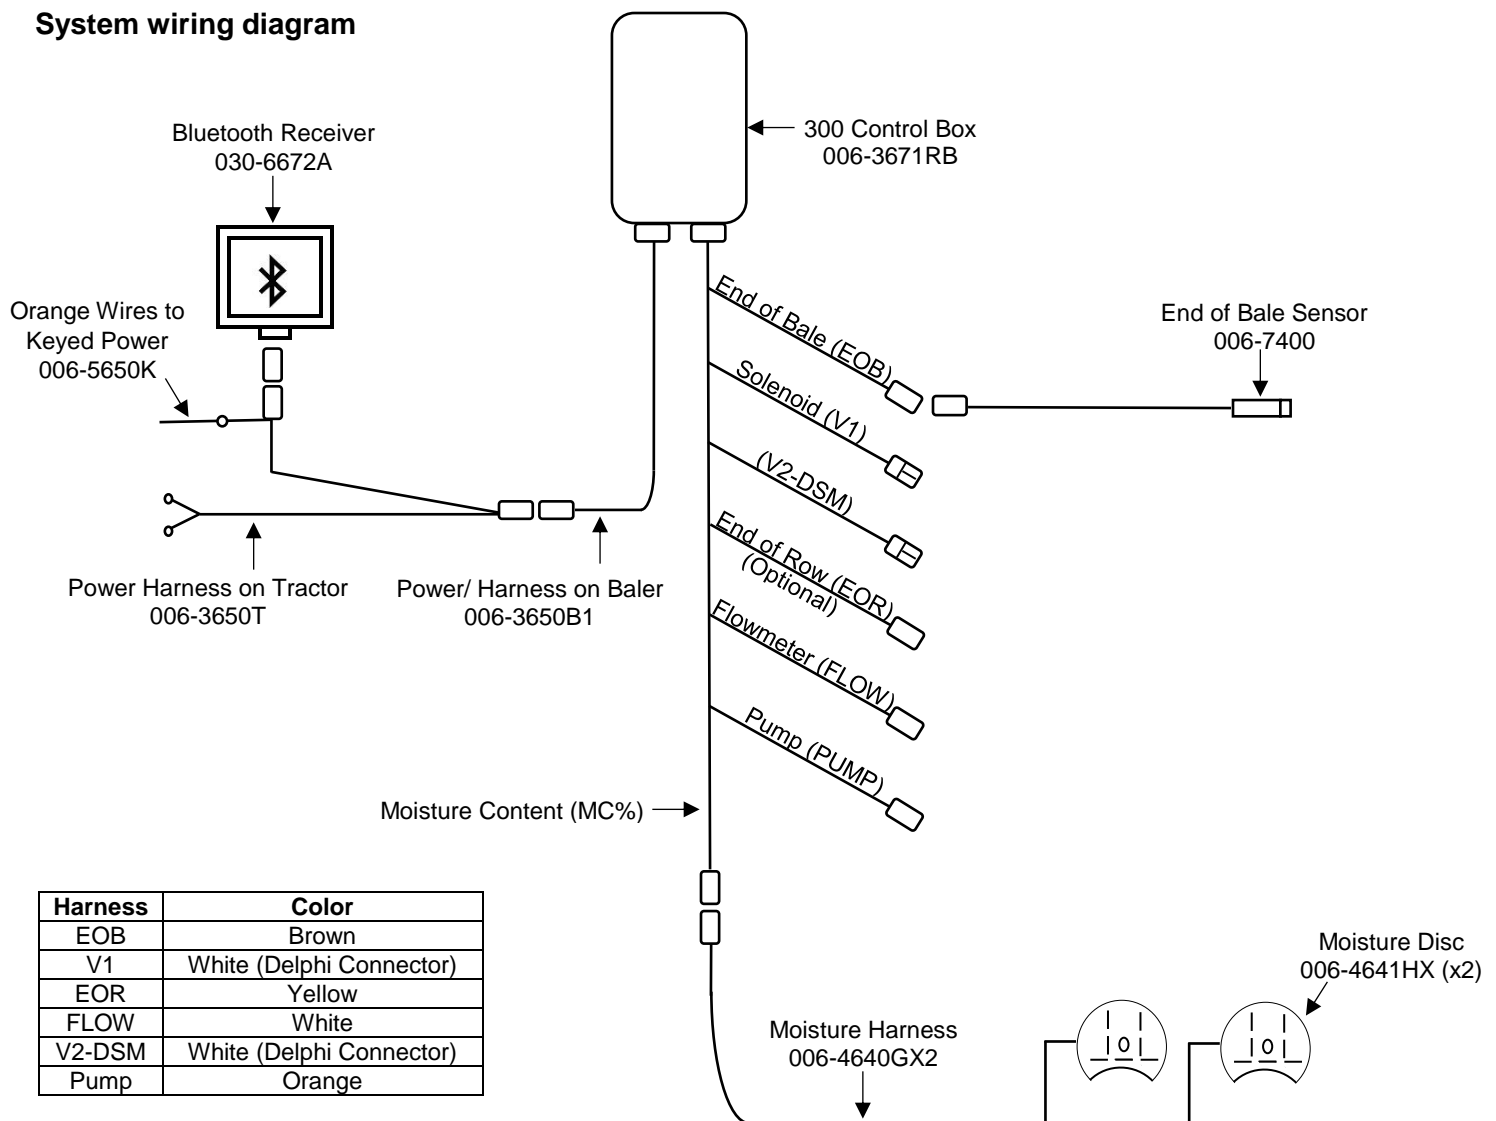 System wiring diagram
Bluetooth Receiver
030-6672A
300 Control Box
006-3671RB
Orange Wires to
Keyed Power
006-5650K
End of Bale (EOB)
End of Bale Sensor
006-7400
Solenoid (V1)
(V2-DSM)
End of Row (EOR)
(Optional)
Flowmeter (FLOW)
Pump (PUMP)
Power Harness on Tractor
006-3650T
Power/ Harness on Baler
006-3650B1
Moisture Content (MC%)
Harness Color
EOB Brown
V1 White (Delphi Connector)
EOR Yellow
FLOW White
V2-DSM White (Delphi Connector)
Pump Orange
Moisture Disc
006-4641HX (x2)
Moisture Harness
006-4640GX2